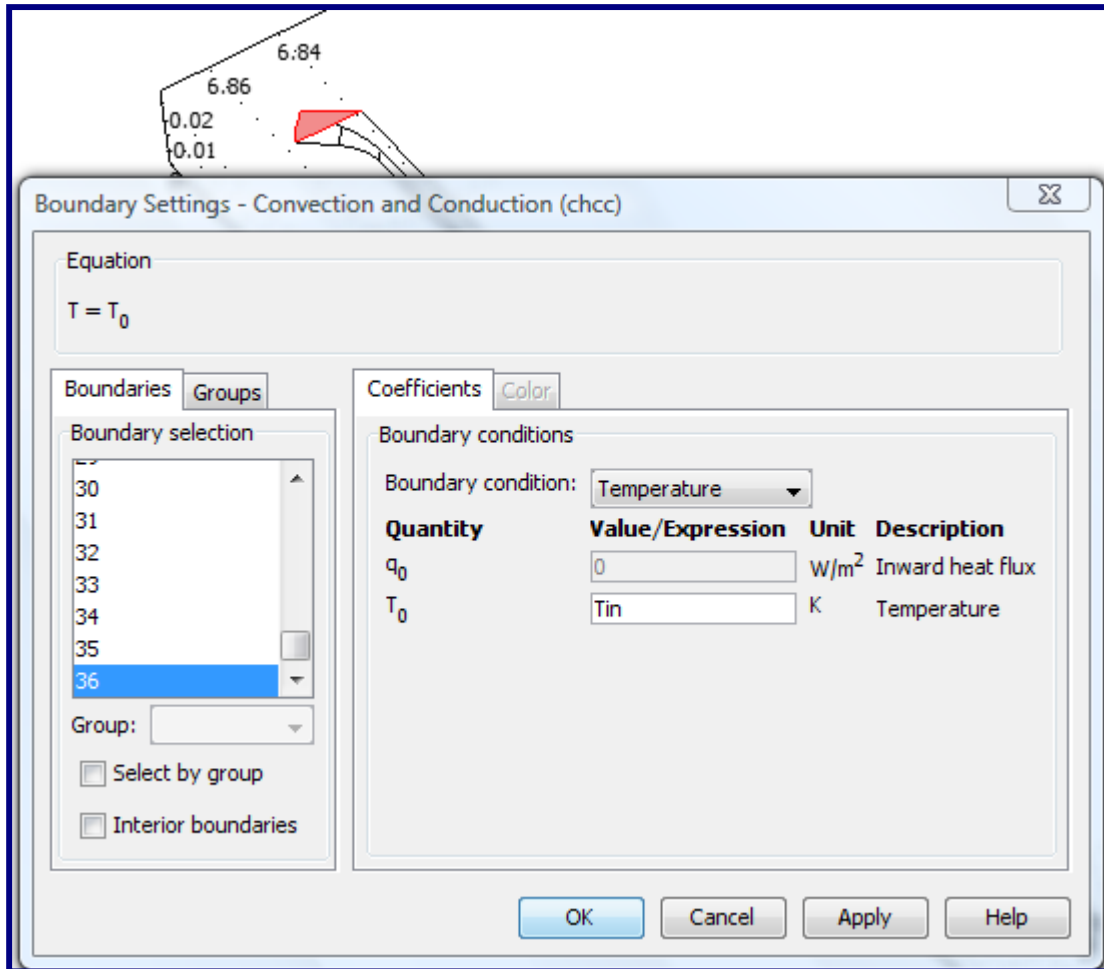 6.84
6.86
0.02
0.01
Boundary Settings - Convection and Conduction (chcc)
Equation
T = T0
Boundaries Groups
Boundary selection
30
31
32
33
34
35
36
Group:
Select by group
Interior boundaries
Coefficients Color
Boundary conditions
Boundary condition: Temperature
Quantity Value/Expression Unit Description
q0 0 W/m² Inward heat flux
T0 Tin K Temperature
OK Cancel Apply Help